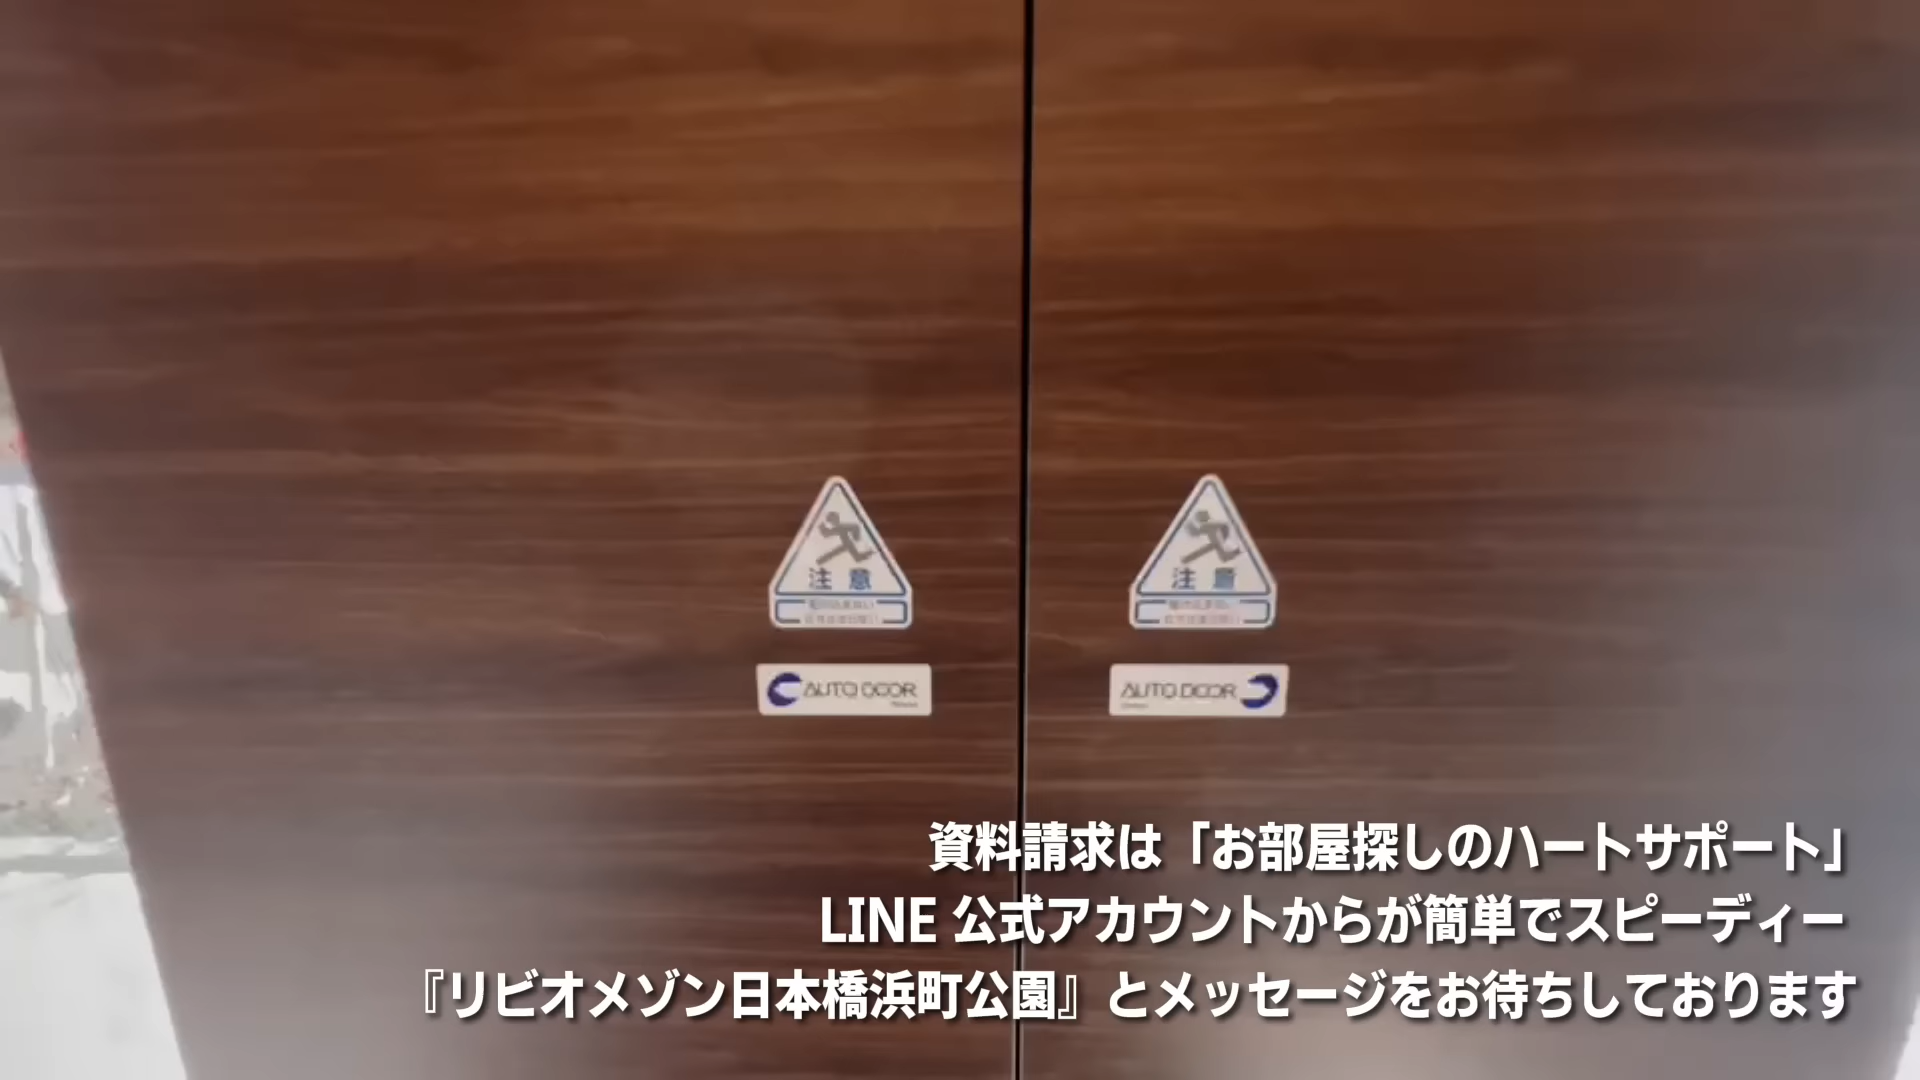 注意
注意
AUTO DOOR
AUTO DOOR
資料請求は「お部屋探しのハートサポート」
LINE 公式アカウントからが簡単でスピーディー
『リビオメゾン日本橋浜町公園』とメッセージをお待ちしております